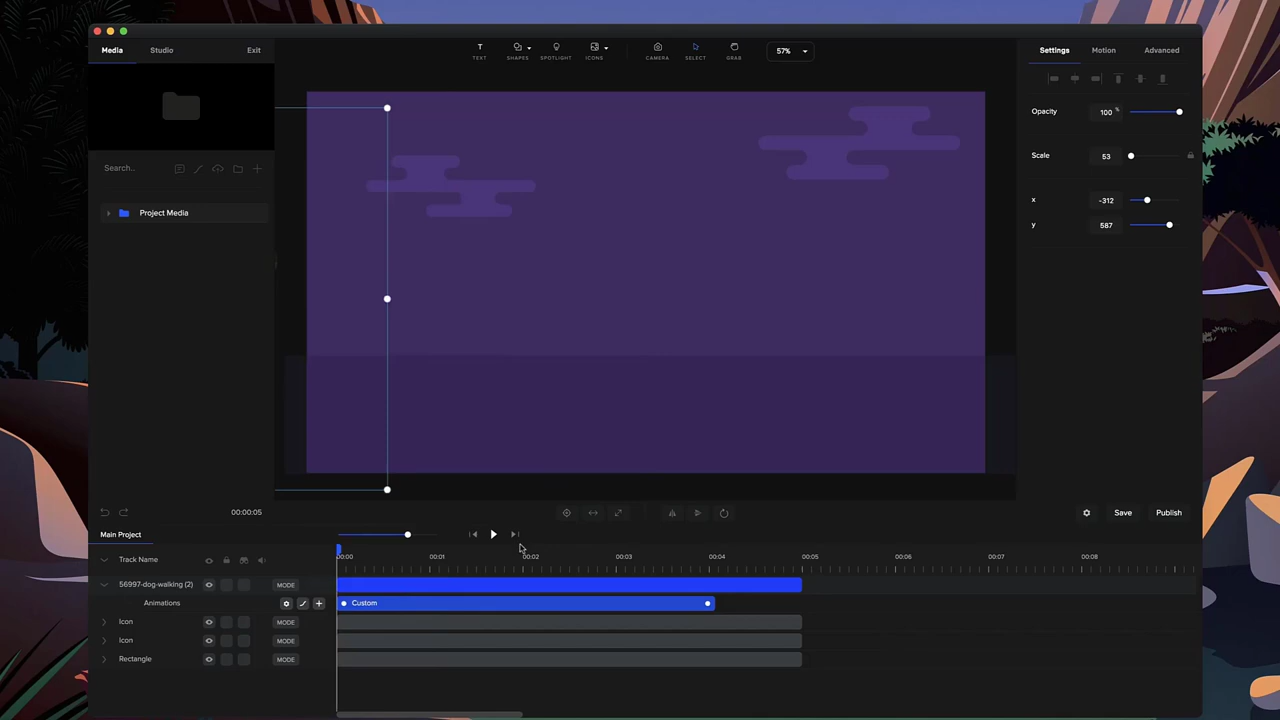 Media Studio Exit
TEXT SHAPES SPOTLIGHT ICONS CAMERA SELECT GRAB 57%
Settings Motion Advanced
Opacity 100 %
Search..
Scale 53
x -312
Project Media
y 587
00:00:05
Save Publish
Main Project
Track Name
00:00 00:01 00:02 00:03 00:04 00:05 00:06 00:07 00:08
56997-dog-walking (2) MODE
Animations Custom
Icon MODE
Icon MODE
Rectangle MODE